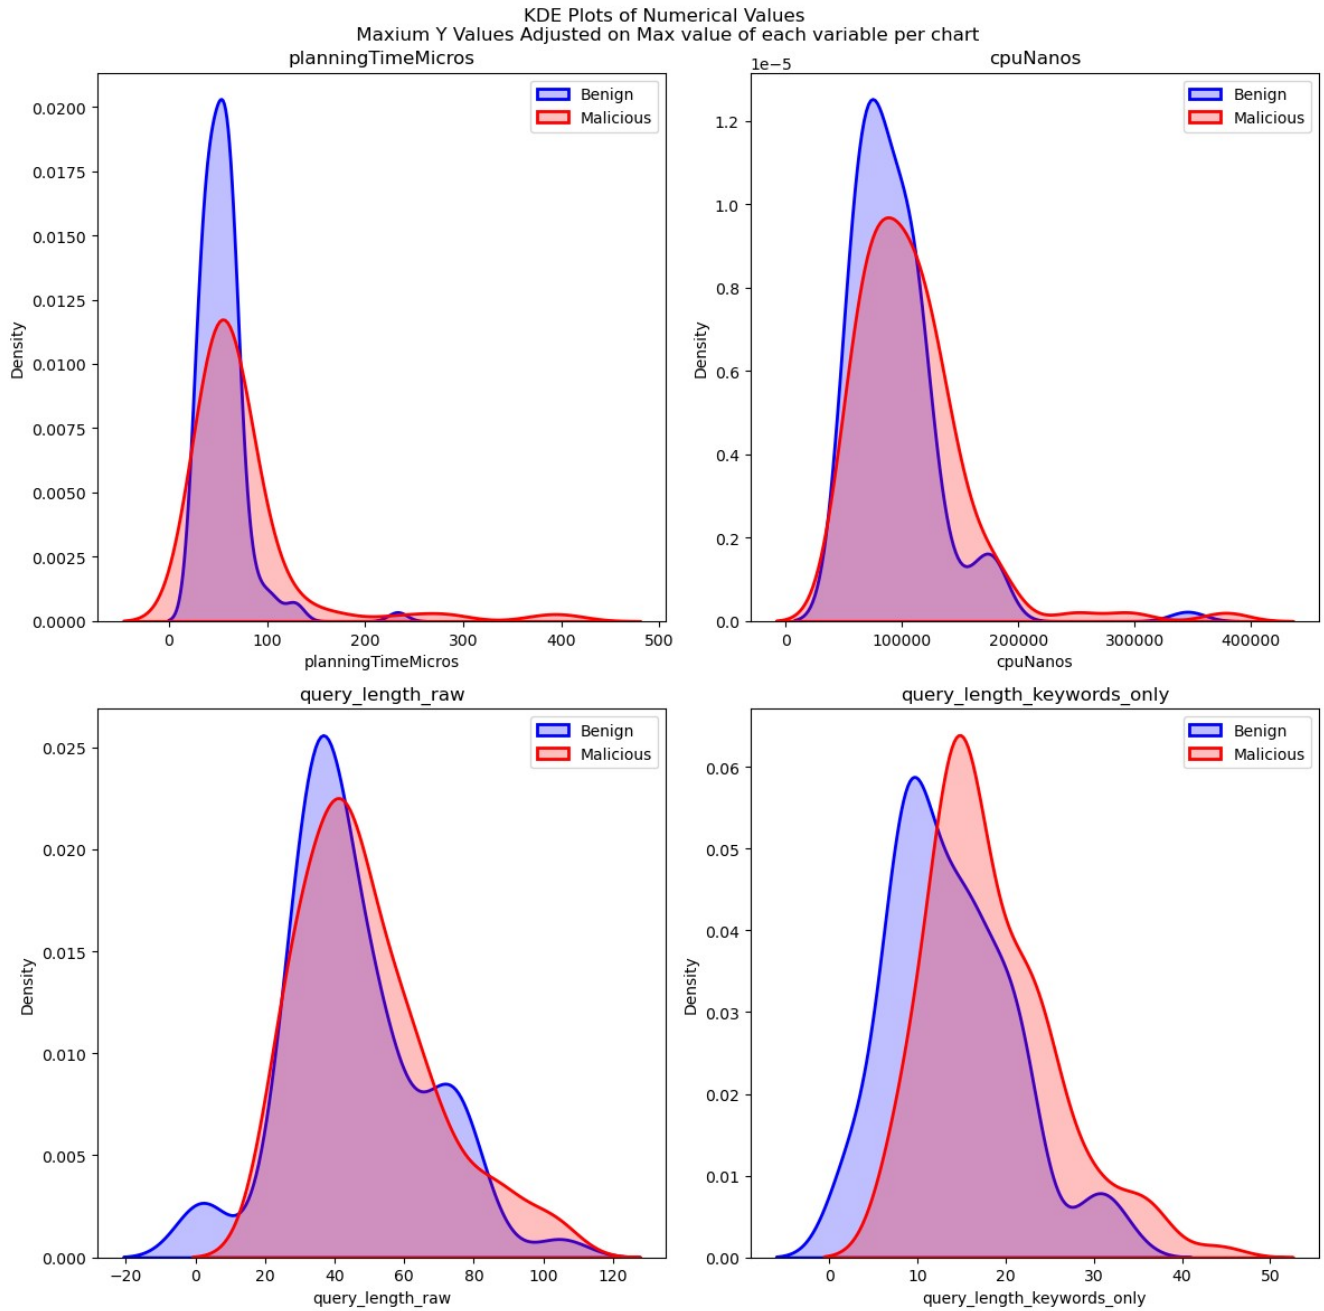 KDE Plots of Numerical Values
Maxium Y Values Adjusted on Max value of each variable per chart
planningTimeMicros
Benign
Malicious
0.0200
0.0175
0.0150
0.0125
0.0100
0.0075
0.0050
0.0025
0.0000
Density
0 100 200 300 400 500
planningTimeMicros
cpuNanos
1e−5
Benign
Malicious
1.2
1.0
0.8
0.6
0.4
0.2
0.0
Density
0 100000 200000 300000 400000
cpuNanos
query_length_raw
Benign
Malicious
0.025
0.020
0.015
0.010
0.005
0.000
Density
−20 0 20 40 60 80 100 120
query_length_raw
query_length_keywords_only
Benign
Malicious
0.06
0.05
0.04
0.03
0.02
0.01
0.00
Density
0 10 20 30 40 50
query_length_keywords_only